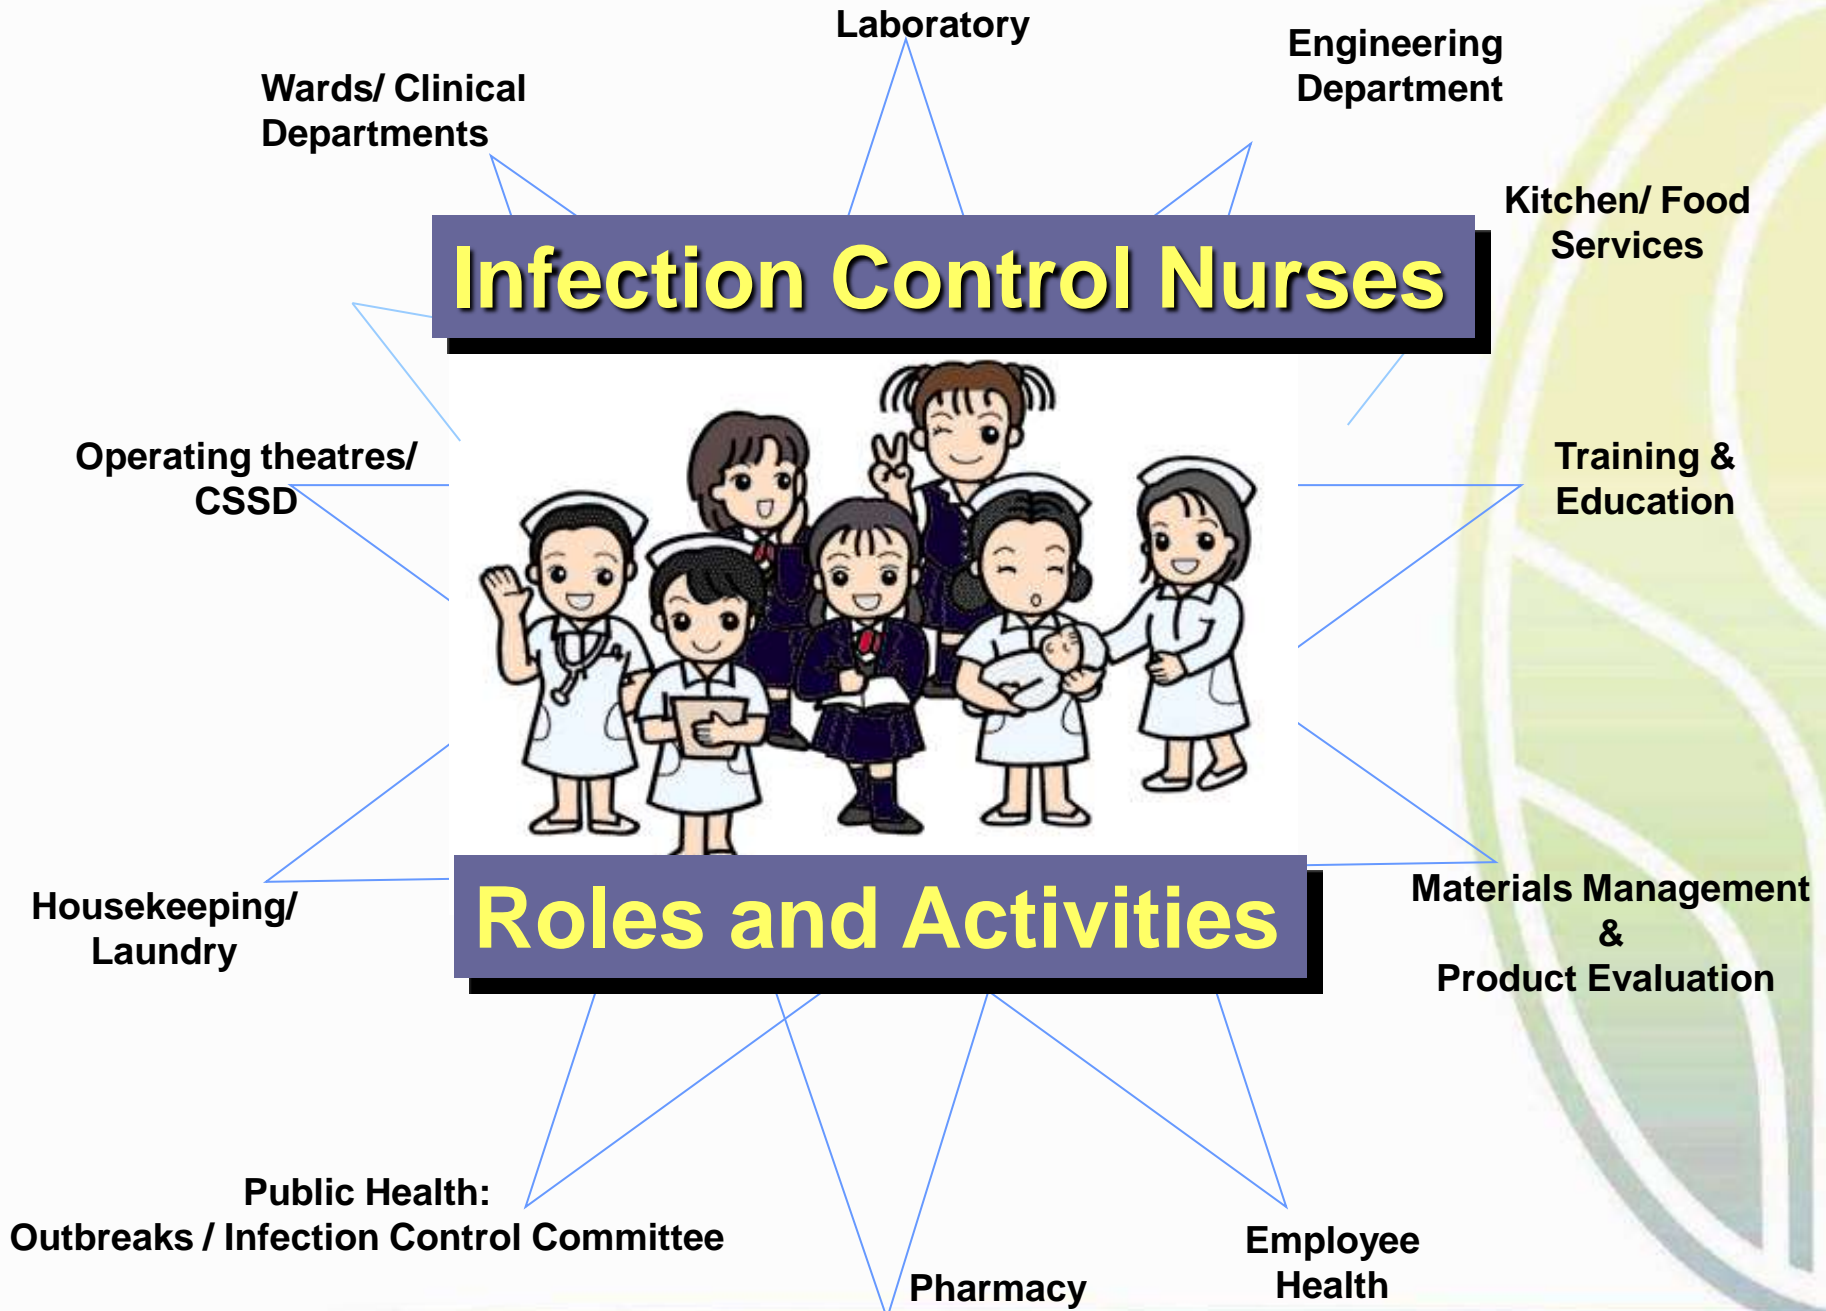 Laboratory
Engineering
Department
Wards/ Clinical
Departments
Kitchen/ Food
Services
Infection Control Nurses
Operating theatres/
CSSD
Training &
Education
Housekeeping/
Laundry
Roles and Activities
Materials Management
&
Product Evaluation
Public Health:
Outbreaks / Infection Control Committee
Employee
Health
Pharmacy